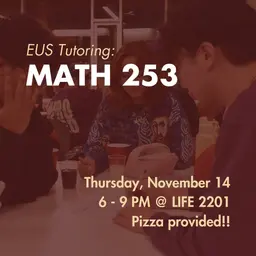 EUS Tutoring:
MATH 253
Thursday, November 14
6 - 9 PM @ LIFE 2201
Pizza provided!!